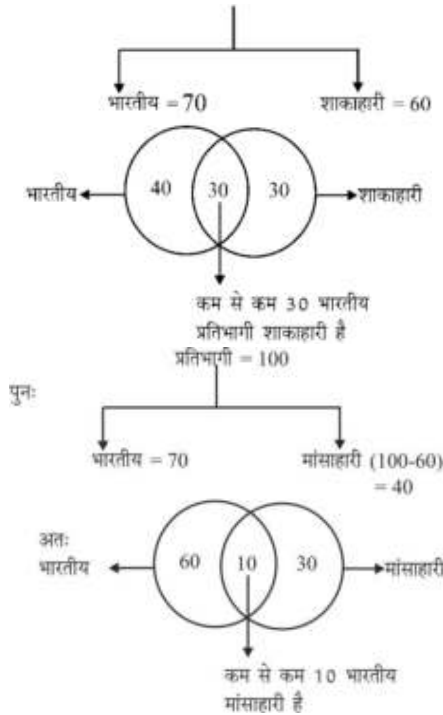 भारतीय = 70 शाकाहारी = 60
भारतीय 40 30 30 शाकाहारी
कम से कम 30 भारतीय
प्रतिभागी शाकाहारी है
प्रतिभागी = 100
पुनः
भारतीय = 70 मांसाहारी (100-60)
= 40
अतः
भारतीय 60 10 30 मांसाहारी
कम से कम 10 भारतीय
मांसाहारी है